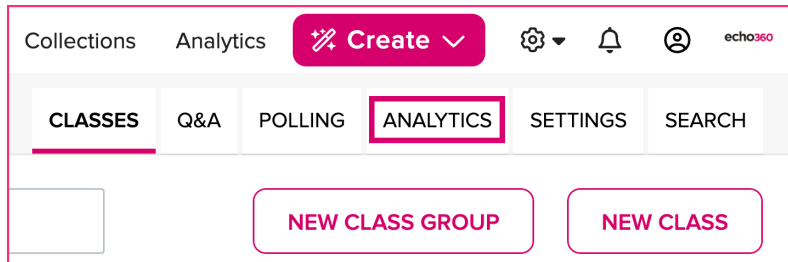 Collections Analytics Create echo360
CLASSES Q&A POLLING ANALYTICS SETTINGS SEARCH
NEW CLASS GROUP NEW CLASS